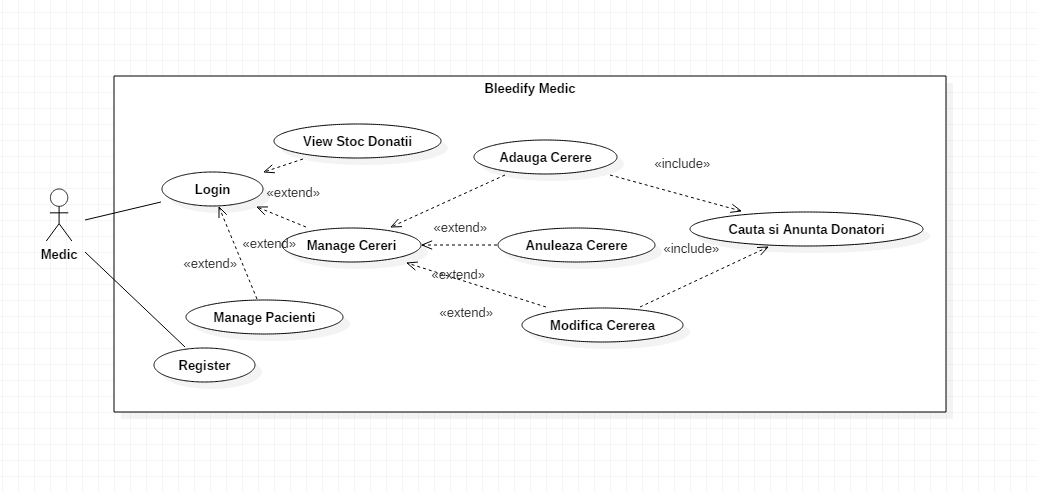 Bleedify Medic
View Stoc Donatii
Adauga Cerere
«include»
Login
«extend»
Cauta si Anunta Donatori
«extend»
Medic
«extend»
Manage Cereri
Anuleaza Cerere
«include»
«extend»
«extend»
Manage Pacienti
«extend»
Modifica Cererea
Register